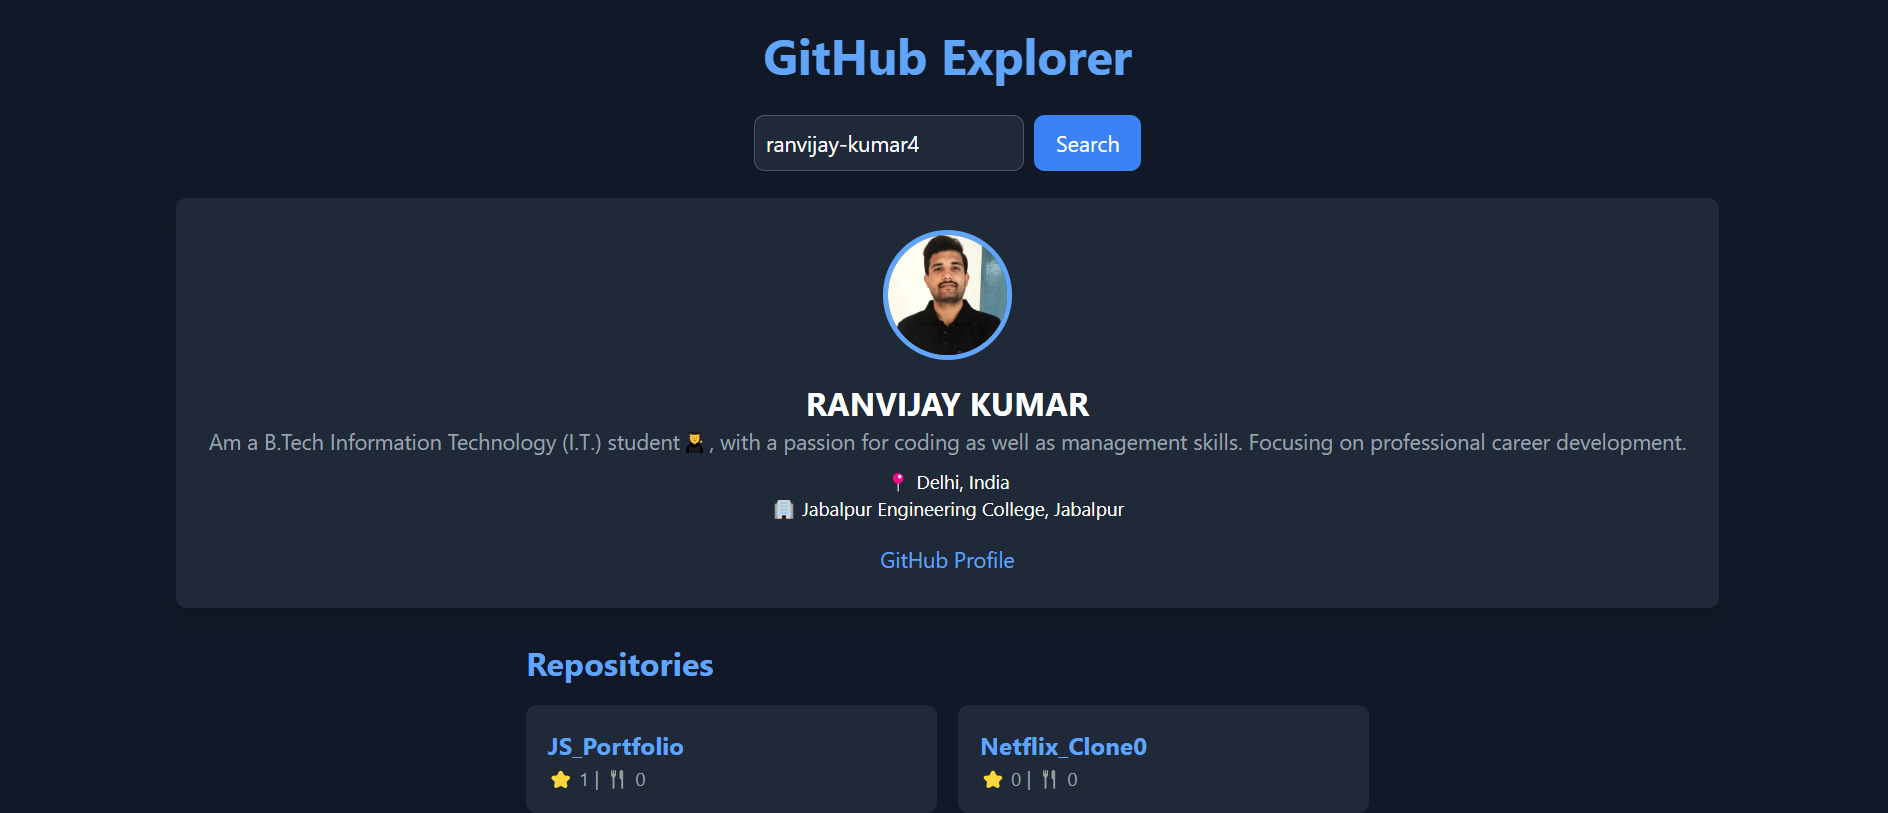 GitHub Explorer
ranvijay-kumar4
Search
RANVIJAY KUMAR
Am a B.Tech Information Technology (I.T.) student👨‍🎓, with a passion for coding as well as management skills. Focusing on professional career development.
📍 Delhi, India
🏢 Jabalpur Engineering College, Jabalpur
GitHub Profile
Repositories
JS_Portfolio
⭐ 1 | 🍴 0
Netflix_Clone0
⭐ 0 | 🍴 0